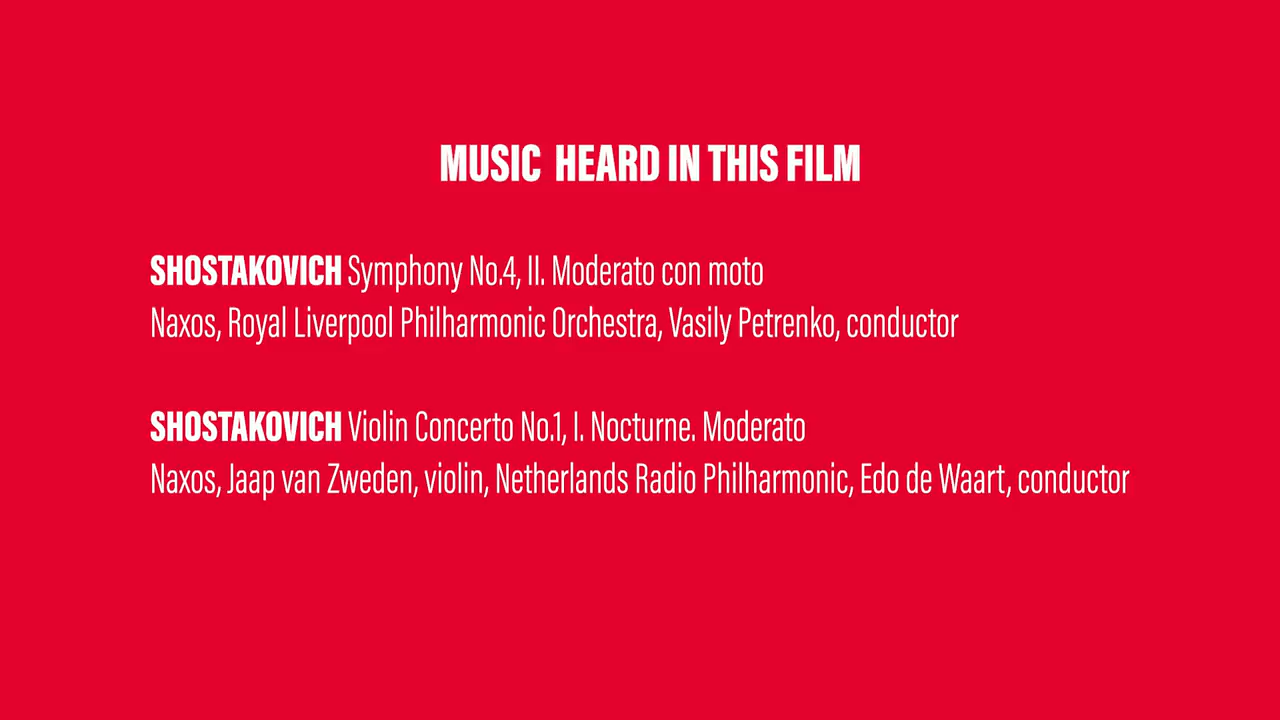 MUSIC HEARD IN THIS FILM
SHOSTAKOVICH Symphony No.4, II. Moderato con moto
Naxos, Royal Liverpool Philharmonic Orchestra, Vasily Petrenko, conductor
SHOSTAKOVICH Violin Concerto No.1, I. Nocturne. Moderato
Naxos, Jaap van Zweden, violin, Netherlands Radio Philharmonic, Edo de Waart, conductor